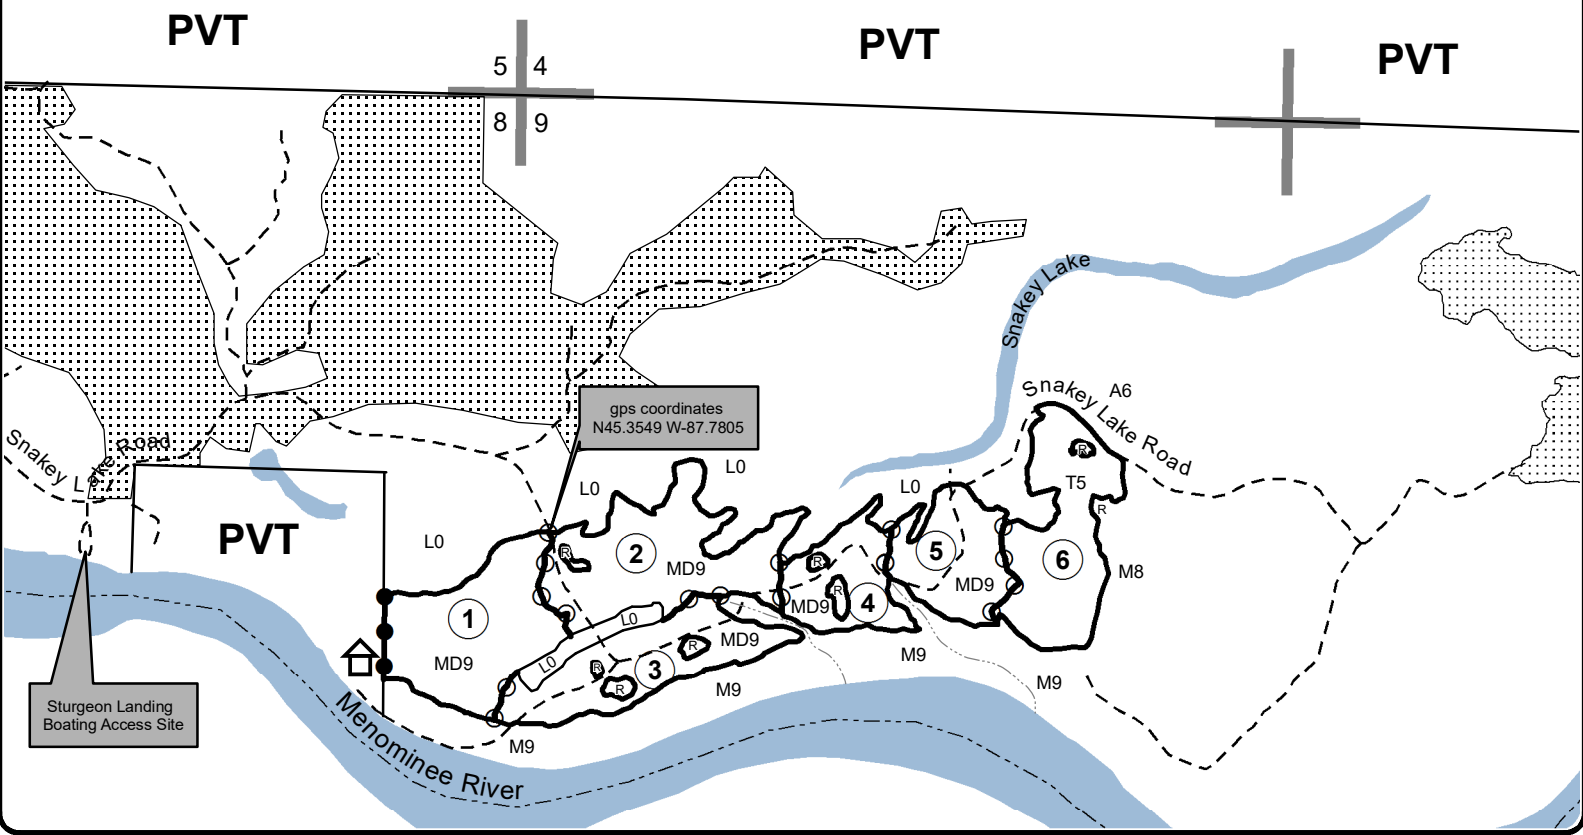 PVT
PVT
PVT
5 4
8 9
Snakey Lake
gps coordinates
N45.3549 W-87.7805
Snakey Lake Road
A6
Snakey Lake Road
L0
L0
L0
R
T5
R
PVT
L0
2
R
MD9
5
MD9
6
M8
1
MD9
L0
L0
R
R
MD9
4
MD9
3
R
R
R
M9
M9
M9
M9
Sturgeon Landing
Boating Access Site
Menominee River